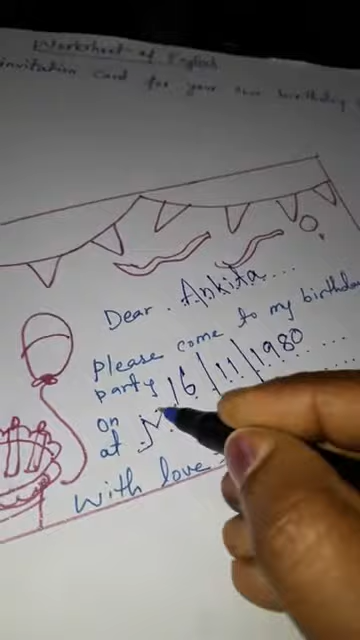 Worksheet of English
invitation card for your own birthday
Dear . Ankita...
please come to my birthday
party
on 16/11/1980
at M
With love